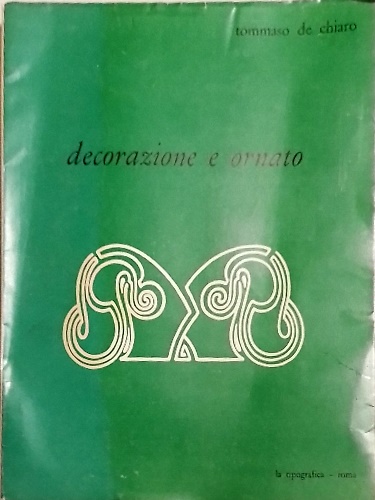 tommaso de chiaro
decorazione e ornato
la tipografica - roma